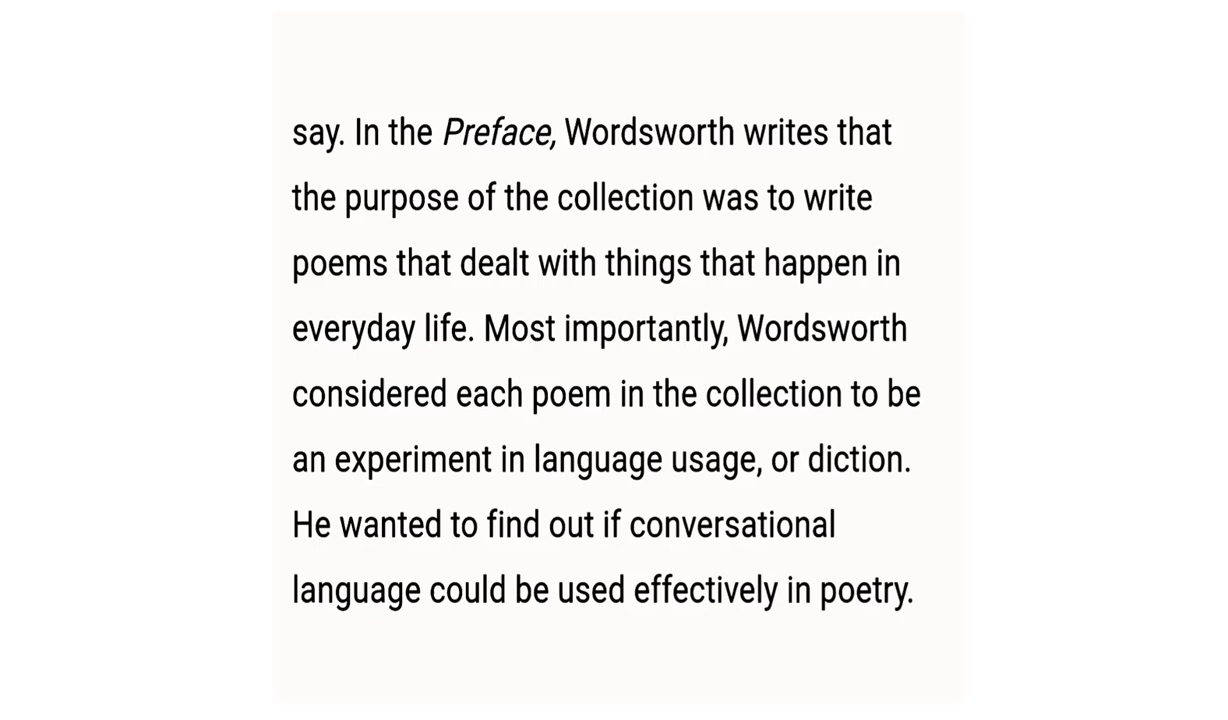 say. In the Preface, Wordsworth writes that
the purpose of the collection was to write
poems that dealt with things that happen in
everyday life. Most importantly, Wordsworth
considered each poem in the collection to be
an experiment in language usage, or diction.
He wanted to find out if conversational
language could be used effectively in poetry.